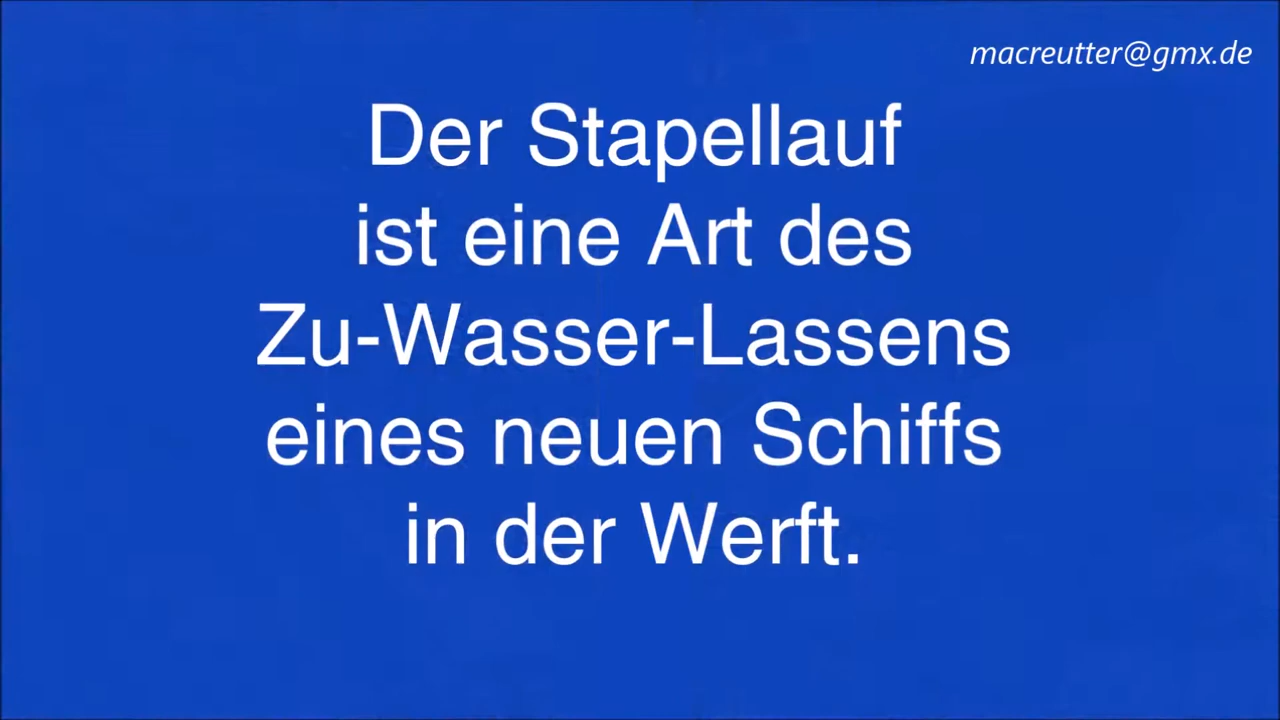 macreutter@gmx.de
Der Stapellauf
ist eine Art des
Zu-Wasser-Lassens
eines neuen Schiffs
in der Werft.